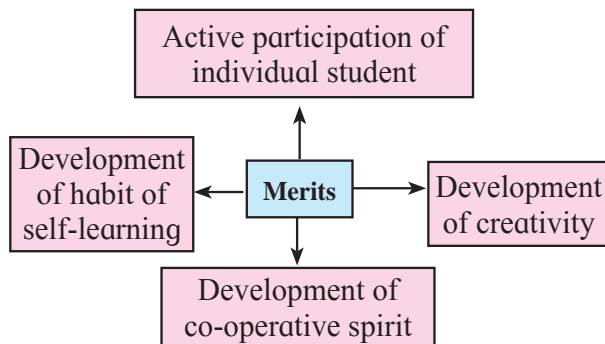 Active participation of
individual student
Development
of habit of
self-learning
Merits
Development
of creativity
Development of
co-operative spirit